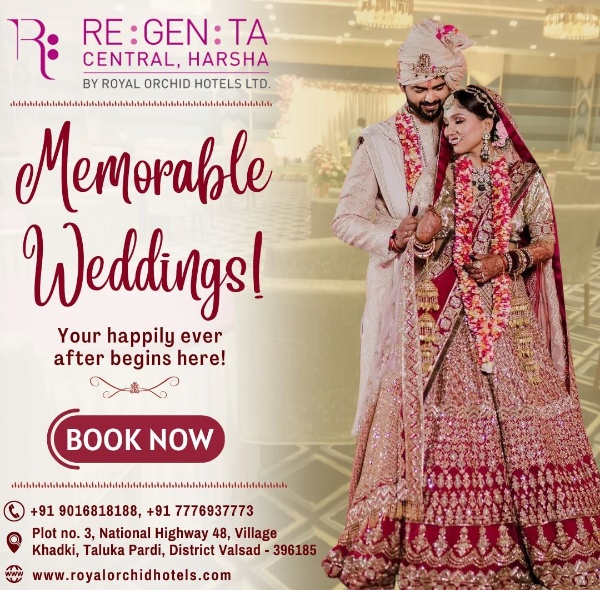 RE:GEN:TA
CENTRAL, HARSHA
BY ROYAL ORCHID HOTELS LTD.
Memorable
Weddings!
Your happily ever
after begins here!
BOOK NOW
+91 9016818188, +91 7776937773
Plot no. 3, National Highway 48, Village
Khadki, Taluka Pardi, District Valsad - 396185
www.royalorchidhotels.com